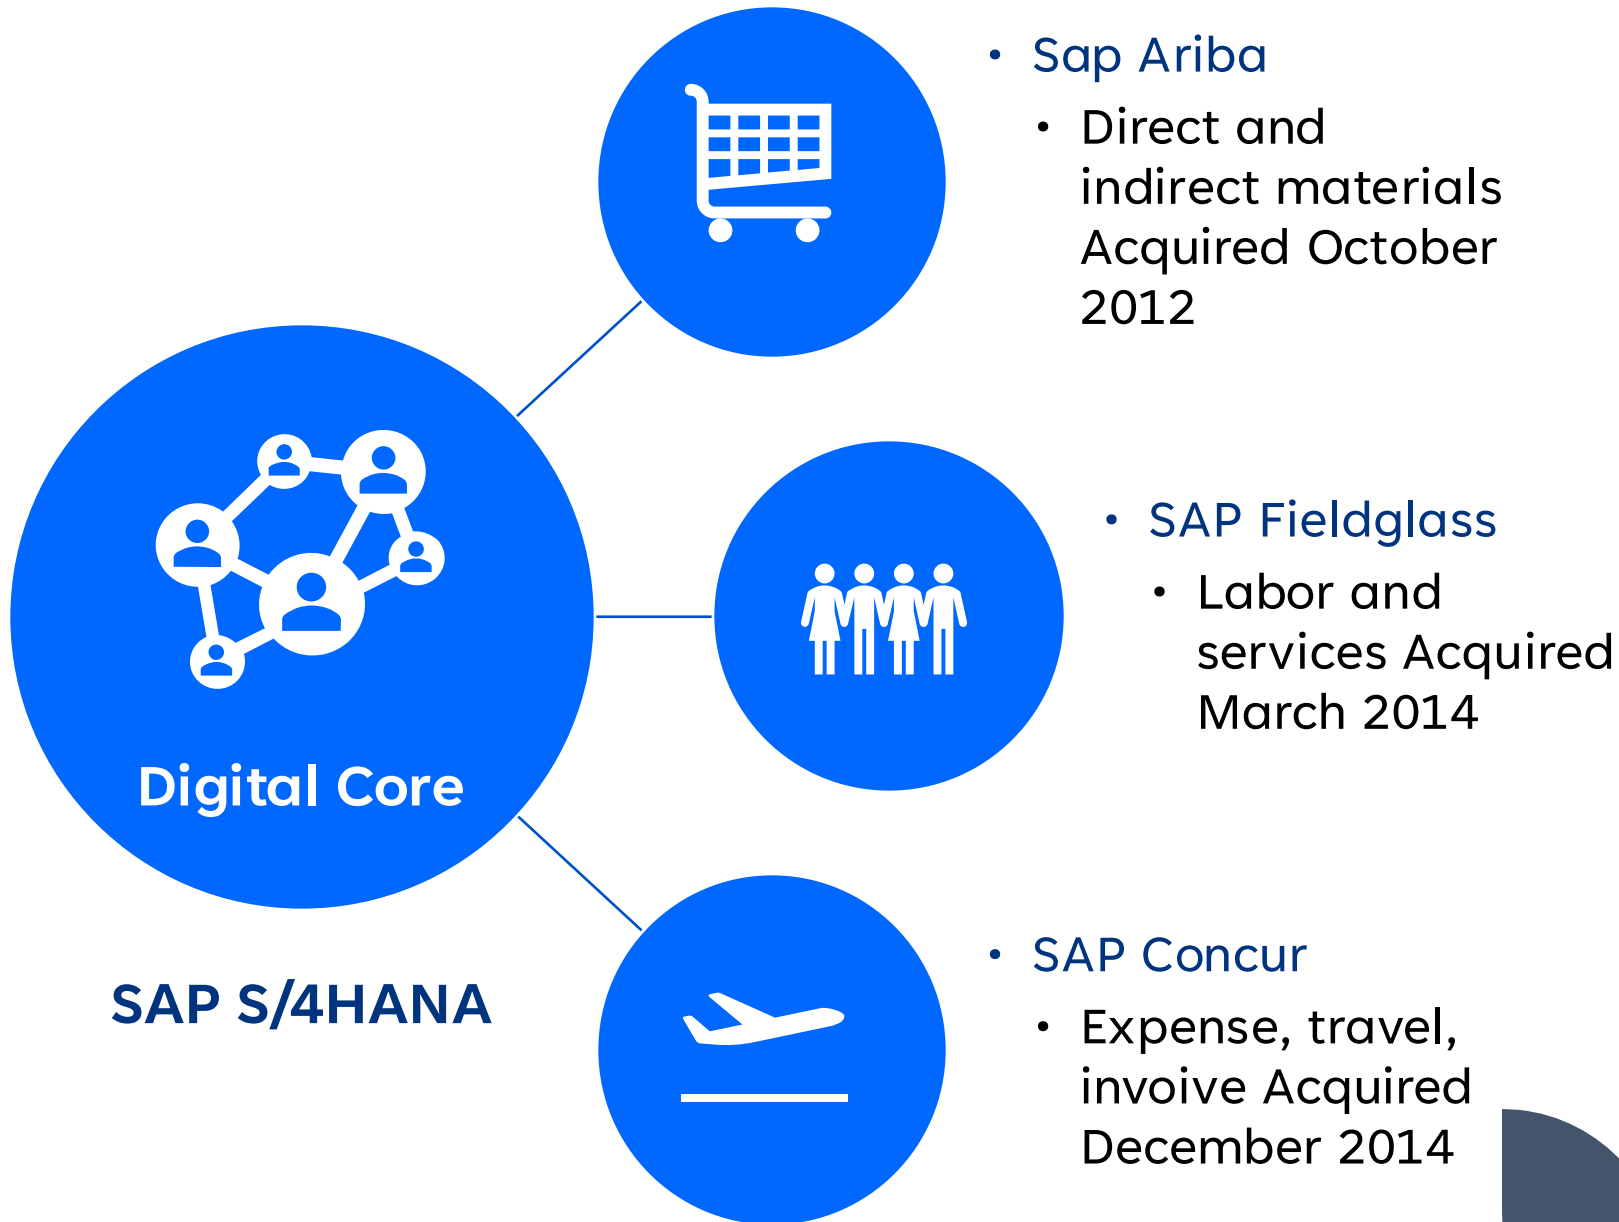 Digital Core
SAP S/4HANA
• Sap Ariba
• Direct and
indirect materials
Acquired October
2012
• SAP Fieldglass
• Labor and
services Acquired
March 2014
• SAP Concur
• Expense, travel,
invoive Acquired
December 2014